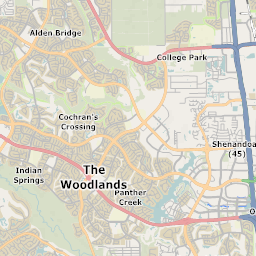 Alden Bridge
College Park
Cochran's
Crossing
Shenandoa
(45)
Indian
Springs
The
Woodlands
Panther
Creek
O